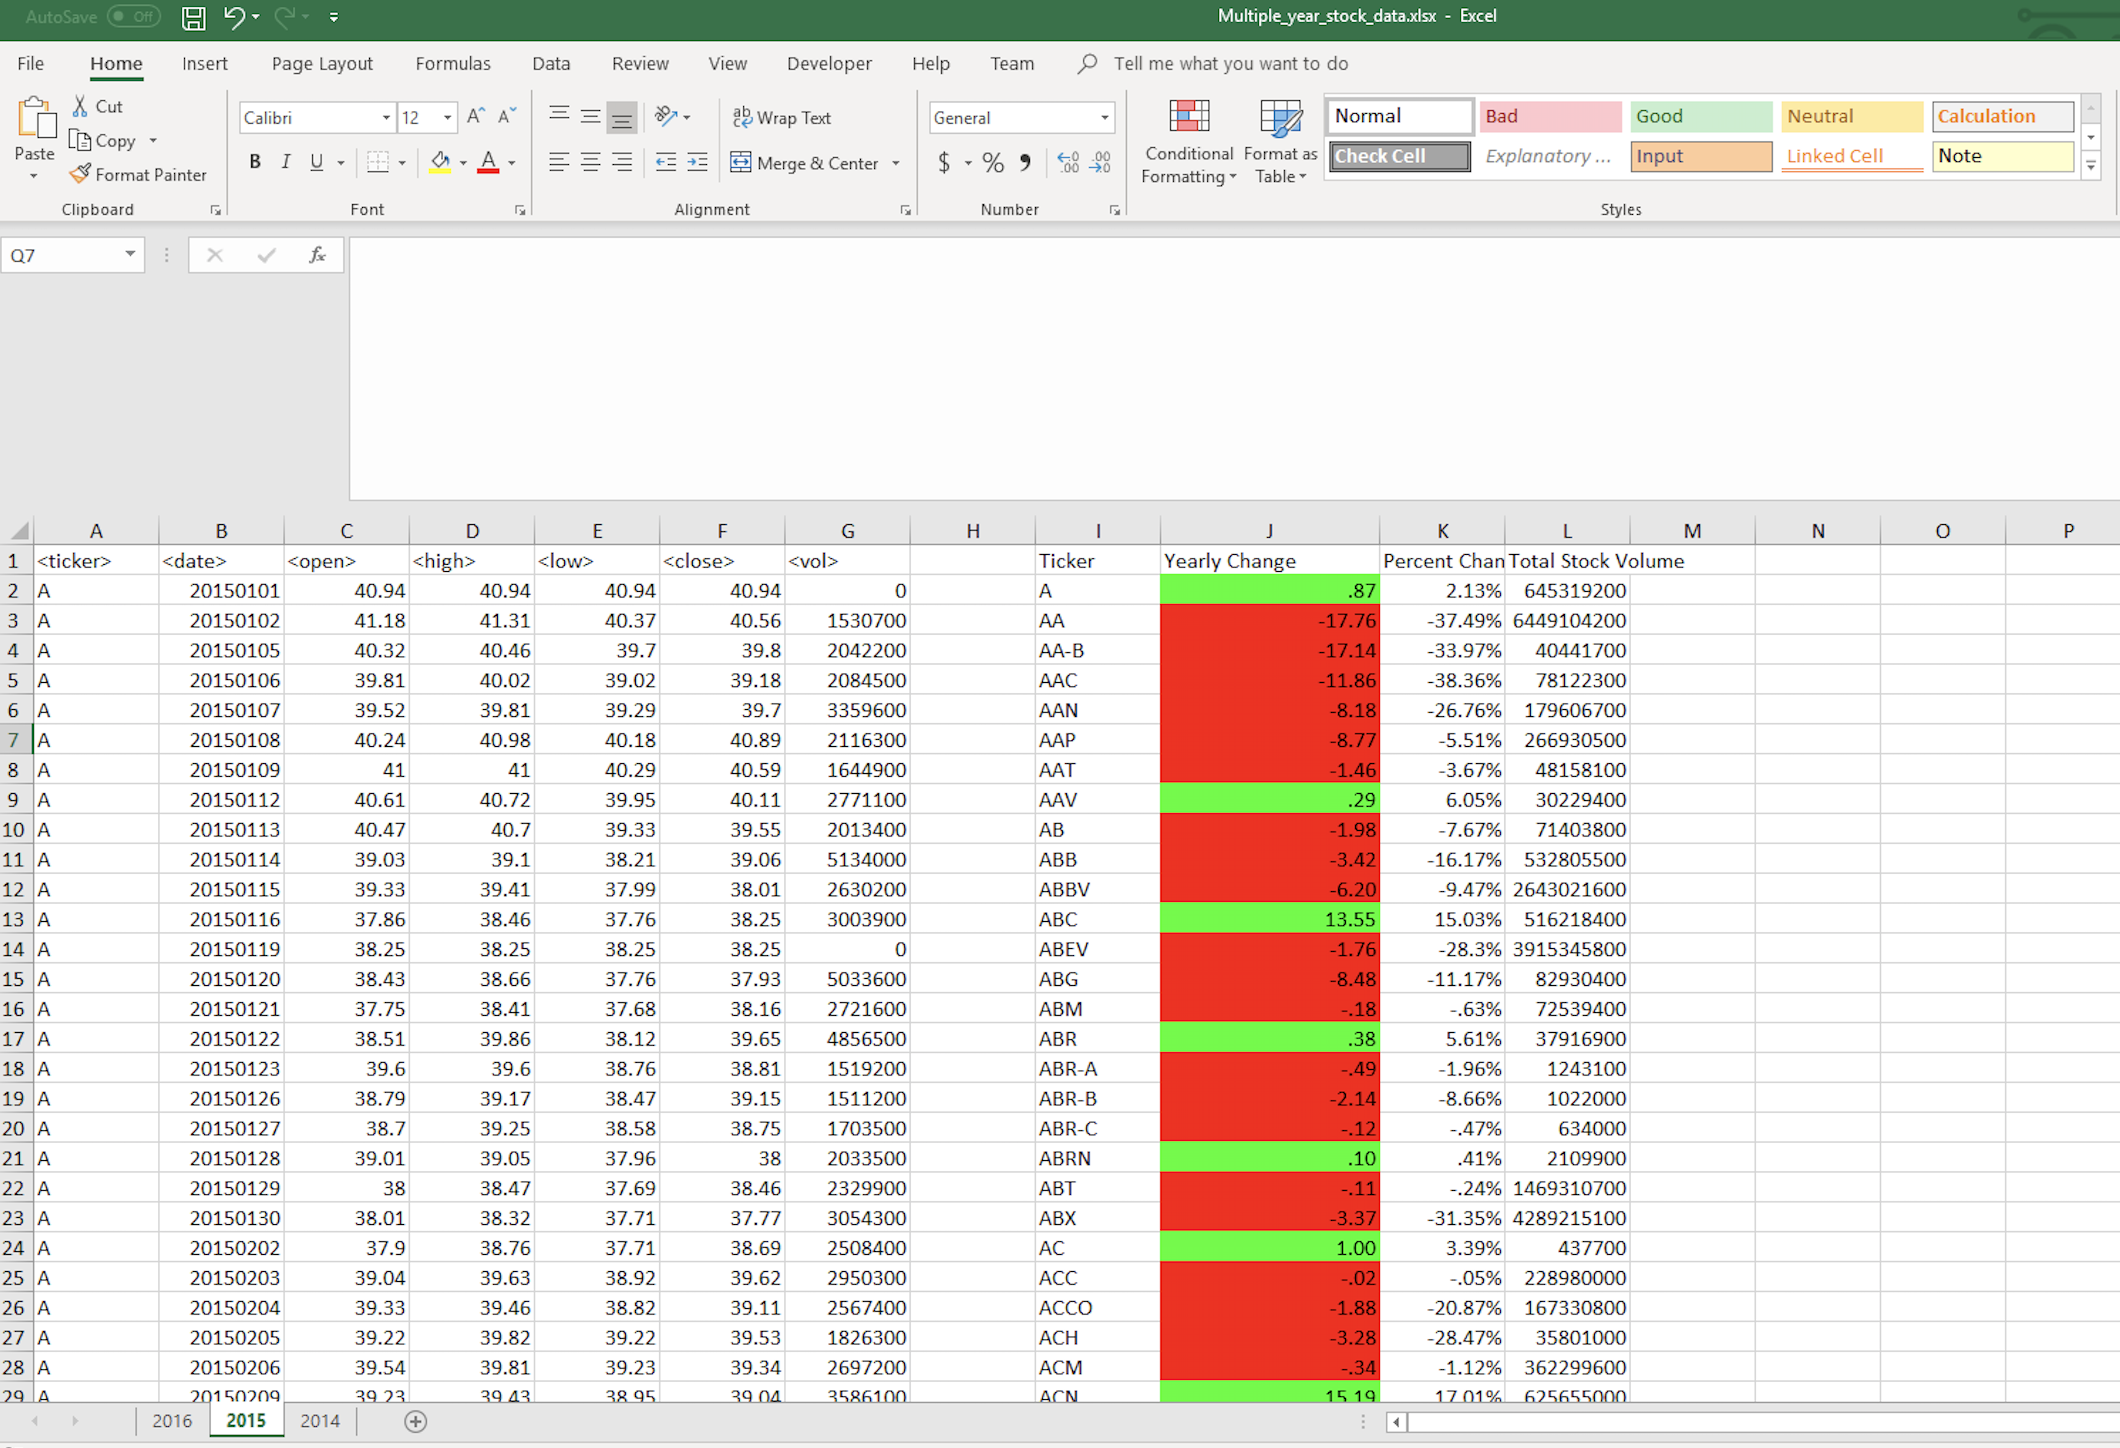 AutoSave Off Multiple_year_stock_data.xlsx - Excel
File Home Insert Page Layout Formulas Data Review View Developer Help Team Tell me what you want to do
Paste
Cut
Copy
Format Painter
Clipboard
Calibri 12
B I U
Font
ab Wrap Text
Merge & Center
Alignment
General
$ % 9
Number
Conditional Formatting
Format as Table
Normal Bad Good Neutral Calculation
Check Cell Explanatory ... Input Linked Cell Note
Styles
Q7 fx
A B C D E F G H I J K L M N O P
1 <ticker> <date> <open> <high> <low> <close> <vol> Ticker Yearly Change Percent Chan Total Stock Volume
2 A 20150101 40.94 40.94 40.94 40.94 0 A .87 2.13% 645319200
3 A 20150102 41.18 41.31 40.37 40.56 1530700 AA -17.76 -37.49% 6449104200
4 A 20150105 40.32 40.46 39.7 39.8 2042200 AA-B -17.14 -33.97% 40441700
5 A 20150106 39.81 40.02 39.02 39.18 2084500 AAC -11.86 -38.36% 78122300
6 A 20150107 39.52 39.81 39.29 39.7 3359600 AAN -8.18 -26.76% 179606700
7 A 20150108 40.24 40.98 40.18 40.89 2116300 AAP -8.77 -5.51% 266930500
8 A 20150109 41 41 40.29 40.59 1644900 AAT -1.46 -3.67% 48158100
9 A 20150112 40.61 40.72 39.95 40.11 2771100 AAV .29 6.05% 30229400
10 A 20150113 40.47 40.7 39.33 39.55 2013400 AB -1.98 -7.67% 71403800
11 A 20150114 39.03 39.1 38.21 39.06 5134000 ABB -3.42 -16.17% 532805500
12 A 20150115 39.33 39.41 37.99 38.01 2630200 ABBV -6.20 -9.47% 2643021600
13 A 20150116 37.86 38.46 37.76 38.25 3003900 ABC 13.55 15.03% 516218400
14 A 20150119 38.25 38.25 38.25 38.25 0 ABEV -1.76 -28.3% 3915345800
15 A 20150120 38.43 38.66 37.76 37.93 5033600 ABG -8.48 -11.17% 82930400
16 A 20150121 37.75 38.41 37.68 38.16 2721600 ABM -.18 -.63% 72539400
17 A 20150122 38.51 39.86 38.12 39.65 4856500 ABR .38 5.61% 37916900
18 A 20150123 39.6 39.6 38.76 38.81 1519200 ABR-A -.49 -1.96% 1243100
19 A 20150126 38.79 39.17 38.47 39.15 1511200 ABR-B -2.14 -8.66% 1022000
20 A 20150127 38.7 39.25 38.58 38.75 1703500 ABR-C -.12 -.47% 634000
21 A 20150128 39.01 39.05 37.96 38 2033500 ABRN .10 .41% 2109900
22 A 20150129 38 38.47 37.69 38.46 2329900 ABT -.11 -.24% 1469310700
23 A 20150130 38.01 38.32 37.71 37.77 3054300 ABX -3.37 -31.35% 4289215100
24 A 20150202 37.9 38.76 37.71 38.69 2508400 AC 1.00 3.39% 437700
25 A 20150203 39.04 39.63 38.92 39.62 2950300 ACC -.02 -.05% 228980000
26 A 20150204 39.33 39.46 38.82 39.11 2567400 ACCO -1.88 -20.87% 167330800
27 A 20150205 39.22 39.82 39.22 39.53 1826300 ACH -3.28 -28.47% 35801000
28 A 20150206 39.54 39.81 39.23 39.34 2697200 ACM -.34 -1.12% 362299600
29 A 20150209 39.23 39.43 38.95 39.04 3586100 ACN 15.19 17.01% 625655000
2016 2015 2014